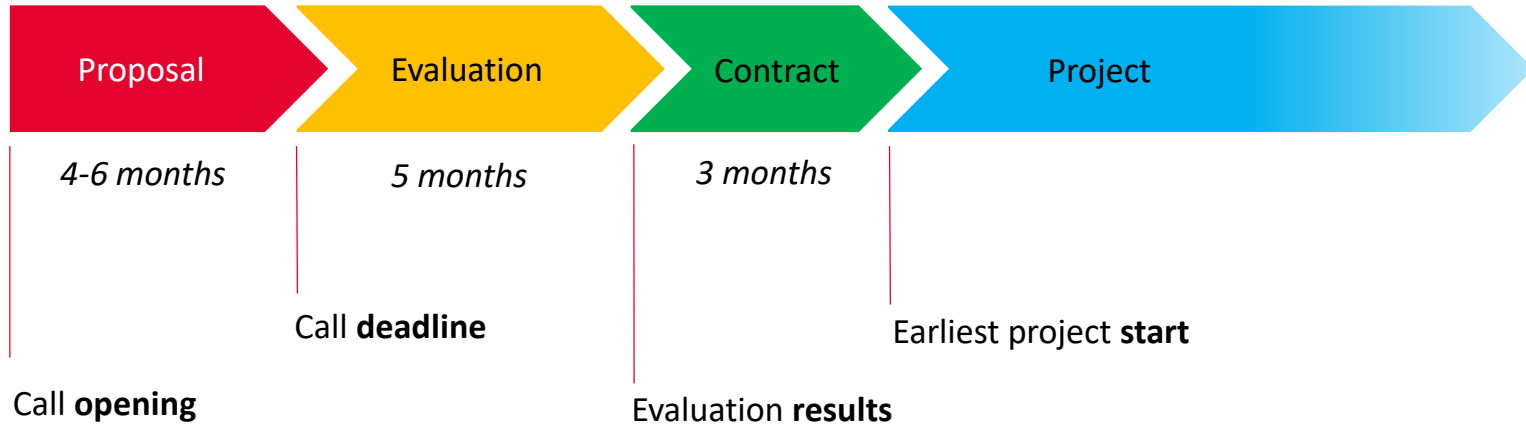 Proposal
Evaluation
Contract
Project
4-6 months
5 months
3 months
Call deadline
Earliest project start
Call opening
Evaluation results